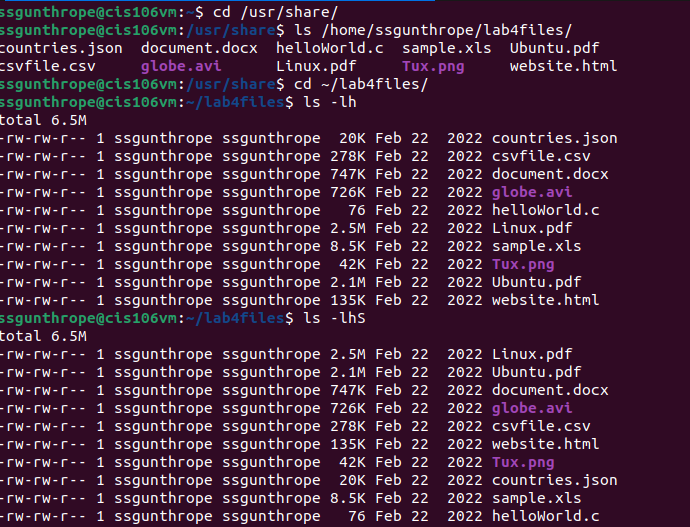 ssgunthrope@cis106vm:~$ cd /usr/share/
ssgunthrope@cis106vm:/usr/share$ ls /home/ssgunthrope/lab4files/
countries.json  document.docx  helloWorld.c  sample.xls  Ubuntu.pdf
csvfile.csv     globe.avi      Linux.pdf     Tux.png     website.html
ssgunthrope@cis106vm:/usr/share$ cd ~/lab4files/
ssgunthrope@cis106vm:~/lab4files$ ls -lh
total 6.5M
-rw-rw-r-- 1 ssgunthrope ssgunthrope  20K Feb 22  2022 countries.json
-rw-rw-r-- 1 ssgunthrope ssgunthrope 278K Feb 22  2022 csvfile.csv
-rw-rw-r-- 1 ssgunthrope ssgunthrope 747K Feb 22  2022 document.docx
-rw-rw-r-- 1 ssgunthrope ssgunthrope 726K Feb 22  2022 globe.avi
-rw-rw-r-- 1 ssgunthrope ssgunthrope   76 Feb 22  2022 helloWorld.c
-rw-rw-r-- 1 ssgunthrope ssgunthrope 2.5M Feb 22  2022 Linux.pdf
-rw-rw-r-- 1 ssgunthrope ssgunthrope 8.5K Feb 22  2022 sample.xls
-rw-rw-r-- 1 ssgunthrope ssgunthrope  42K Feb 22  2022 Tux.png
-rw-rw-r-- 1 ssgunthrope ssgunthrope 2.1M Feb 22  2022 Ubuntu.pdf
-rw-rw-r-- 1 ssgunthrope ssgunthrope 135K Feb 22  2022 website.html
ssgunthrope@cis106vm:~/lab4files$ ls -lhS
total 6.5M
-rw-rw-r-- 1 ssgunthrope ssgunthrope 2.5M Feb 22  2022 Linux.pdf
-rw-rw-r-- 1 ssgunthrope ssgunthrope 2.1M Feb 22  2022 Ubuntu.pdf
-rw-rw-r-- 1 ssgunthrope ssgunthrope 747K Feb 22  2022 document.docx
-rw-rw-r-- 1 ssgunthrope ssgunthrope 726K Feb 22  2022 globe.avi
-rw-rw-r-- 1 ssgunthrope ssgunthrope 278K Feb 22  2022 csvfile.csv
-rw-rw-r-- 1 ssgunthrope ssgunthrope 135K Feb 22  2022 website.html
-rw-rw-r-- 1 ssgunthrope ssgunthrope  42K Feb 22  2022 Tux.png
-rw-rw-r-- 1 ssgunthrope ssgunthrope  20K Feb 22  2022 countries.json
-rw-rw-r-- 1 ssgunthrope ssgunthrope 8.5K Feb 22  2022 sample.xls
-rw-rw-r-- 1 ssgunthrope ssgunthrope   76 Feb 22  2022 helloWorld.c